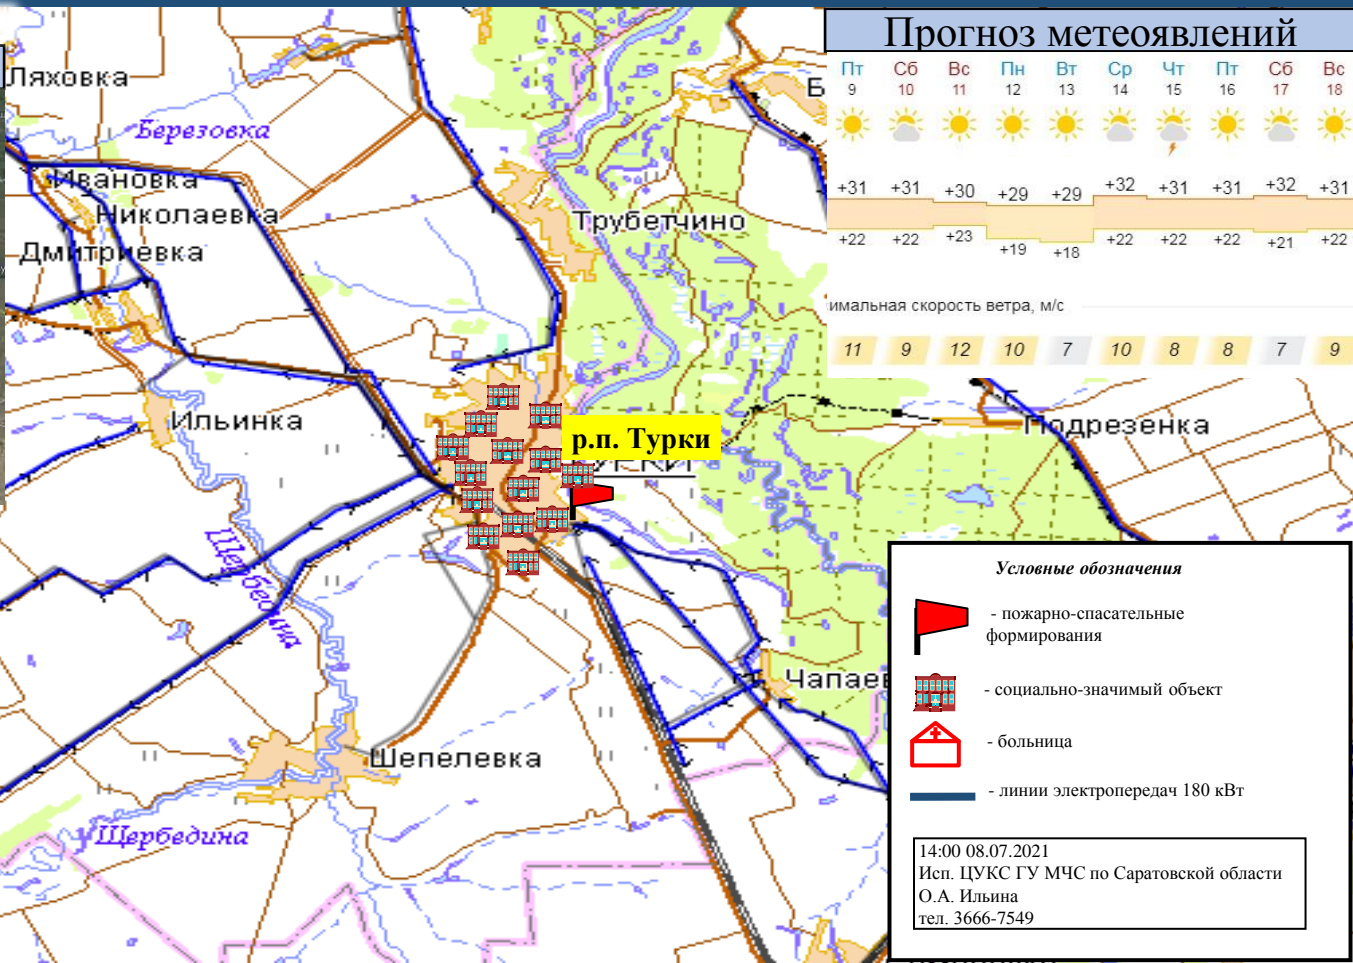 Прогноз метеоявлений
Пт Сб Вс Пн Вт Ср Чт Пт Сб Вс
9 10 11 12 13 14 15 16 17 18
+31 +31 +30 +29 +29 +32 +31 +31 +32 +31
+22 +22 +23 +19 +18 +22 +22 +22 +21 +22
имальная скорость ветра, м/с
11 9 12 10 7 10 8 8 7 9
Ляховка
Б
Березовка
Ивановка
Николаевка
Трубетчино
Дмитриевка
Ильинка
р.п. Турки
Подрезенка
Щербедина
Чапаев
Шепелевка
Щербедина
Условные обозначения
- пожарно-спасательные
формирования
- социально-значимый объект
- больница
- линии электропередач 180 кВт
14:00 08.07.2021
Исп. ЦУКС ГУ МЧС по Саратовской области
О.А. Ильина
тел. 3666-7549